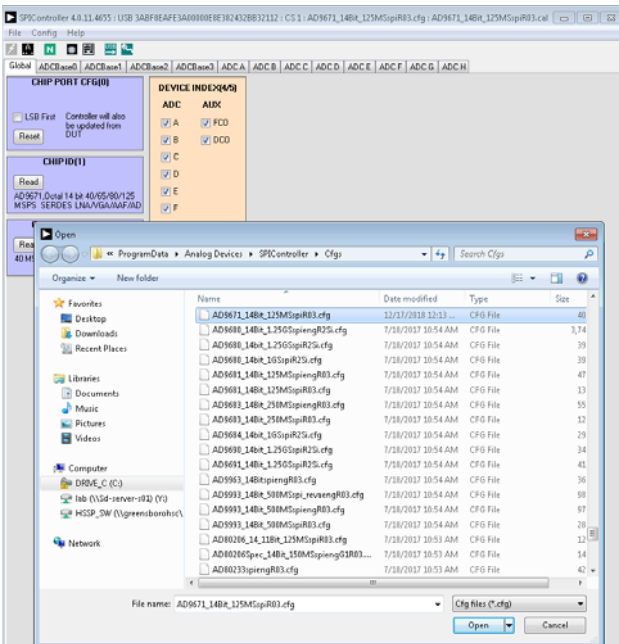 SPIController 4.0.11.4655 : USB 3ABF8EAFE3A00800E8E382432BB32112 : CS 1 : AD9671_14Bit_125MSspiR03.cfg : AD9671_14Bit_125MSspiR03.cal
File Config Help
Global ADCBase0 ADCBase1 ADCBase2 ADCBase3 ADC A ADC B ADC C ADC D ADC E ADC F ADC G ADC H
CHIP PORT CFG(0)
LSB First
Controller will also
be updated from
DUT
Reset
CHIP ID(1)
Read
AD9671,Octal 14 bit 40/65/80/125
MSPS SERDES LNA/VGA/AAF/AD
DEVICE INDEX(4/5)
ADC AUX
A FCO
B DCO
C
D
E
F
Rea
40 MS
Open
« ProgramData Analog Devices SPIController Cfgs
Search Cfgs
Organize New folder
Favorites
Desktop
Downloads
Recent Places
Libraries
Documents
Music
Pictures
Videos
Computer
DRIVE_C (C:)
lab (\\Sd-server-s01) (Y:)
HSSP_SW (\\greensborohsc\
Network
Name Date modified Type Size
AD9671_14Bit_125MSspiR03.cfg 12/17/2018 12:13 ... CFG File 40
AD9680_14bit_1.25GSspiengR2Si.cfg 7/18/2017 10:54 AM CFG File 3,74
AD9680_14bit_1.25GSspiR2Si.cfg 7/18/2017 10:54 AM CFG File 39
AD9680_14bit_1GSspiR2Si.cfg 7/18/2017 10:54 AM CFG File 39
AD9681_14Bit_125MSspiengR03.cfg 7/18/2017 10:54 AM CFG File 47
AD9681_14Bit_125MSspiR03.cfg 7/18/2017 10:54 AM CFG File 13
AD9683_14Bit_250MSspiengR03.cfg 7/18/2017 10:54 AM CFG File 55
AD9683_14Bit_250MSspiR03.cfg 7/18/2017 10:54 AM CFG File 12
AD9684_14bit_1GSspiR2Si.cfg 7/18/2017 10:54 AM CFG File 29
AD9690_14bit_1.25GSspiR2Si.cfg 7/18/2017 10:54 AM CFG File 34
AD9691_14Bit_1.25GSspiR2Si.cfg 7/18/2017 10:54 AM CFG File 41
AD9963_14BitspiengR03.cfg 7/18/2017 10:54 AM CFG File 36
AD9993_14Bit_500MSspi_revaengR03.cfg 7/18/2017 10:54 AM CFG File 98
AD9993_14Bit_500MSspiengR03.cfg 7/18/2017 10:54 AM CFG File 97
AD9993_14Bit_500MSspiR03.cfg 7/18/2017 10:54 AM CFG File 28
AD80206_14_11Bit_125MSspiR03.cfg 7/18/2017 10:53 AM CFG File 12
AD80206Spec_14Bit_150MSspiengG1R03.... 7/18/2017 10:53 AM CFG File 14
AD80233spiengR03.cfg 7/18/2017 10:53 AM CFG File 42
File name: AD9671_14Bit_125MSspiR03.cfg
Cfg files (*.cfg)
Open Cancel